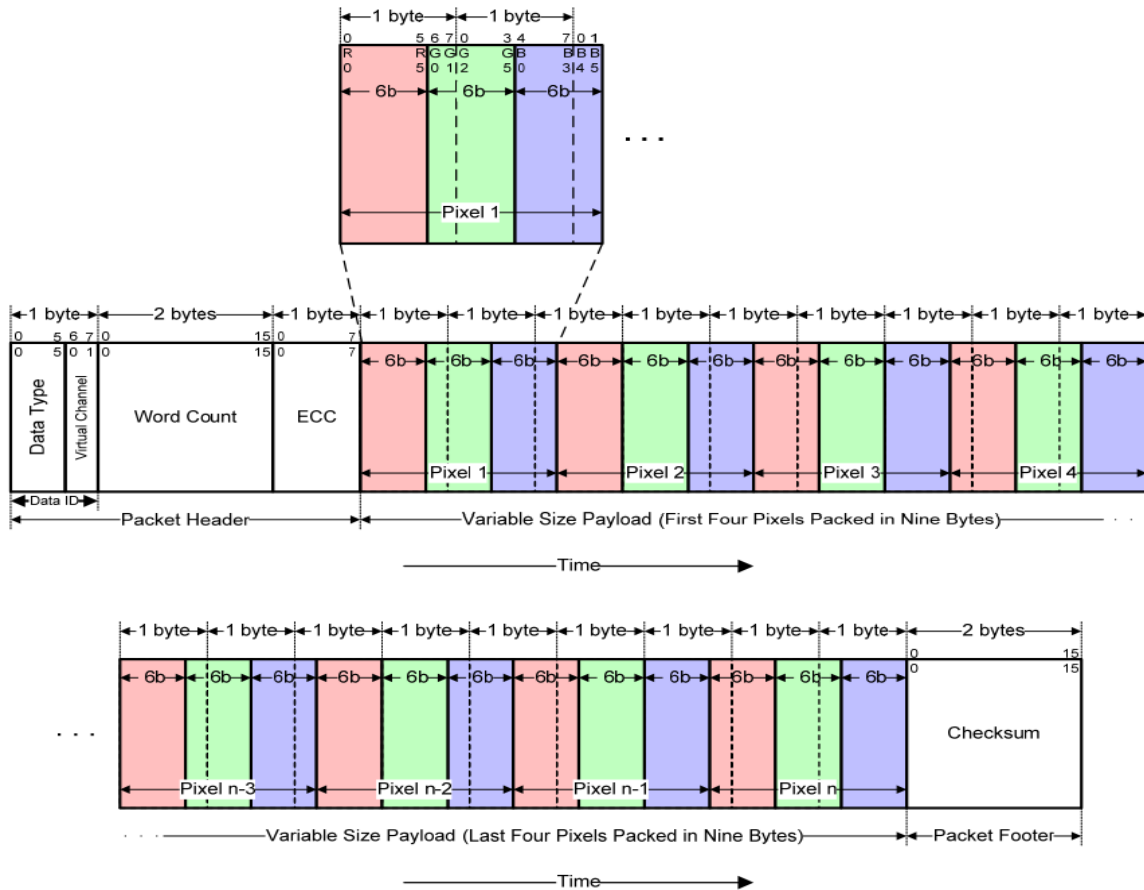 1 byte 1 byte
0 5 6 7 0 3 4 7 0 1
R R G G G G B B B B
0 5 0 1 2 5 0 3 4 5
6b 6b 6b
. . .
Pixel 1
1 byte 2 bytes 1 byte 1 byte 1 byte 1 byte 1 byte 1 byte 1 byte 1 byte 1 byte 1 byte
0 5 6 7 0 15 0 7
0 5 0 1 0 15 0 7
6b 6b 6b 6b 6b 6b 6b 6b 6b 6b 6b 6b
Data Type
Virtual Channel
Word Count
ECC
Pixel 1 Pixel 2 Pixel 3 Pixel 4
Data ID
Packet Header
Variable Size Payload (First Four Pixels Packed in Nine Bytes) . . .
Time
1 byte 1 byte 1 byte 1 byte 1 byte 1 byte 1 byte 1 byte 1 byte 2 bytes
0 15
0 15
6b 6b 6b 6b 6b 6b 6b 6b 6b 6b 6b 6b
. . .
Checksum
Pixel n-3 Pixel n-2 Pixel n-1 Pixel n
. . . Variable Size Payload (Last Four Pixels Packed in Nine Bytes)
Packet Footer
Time